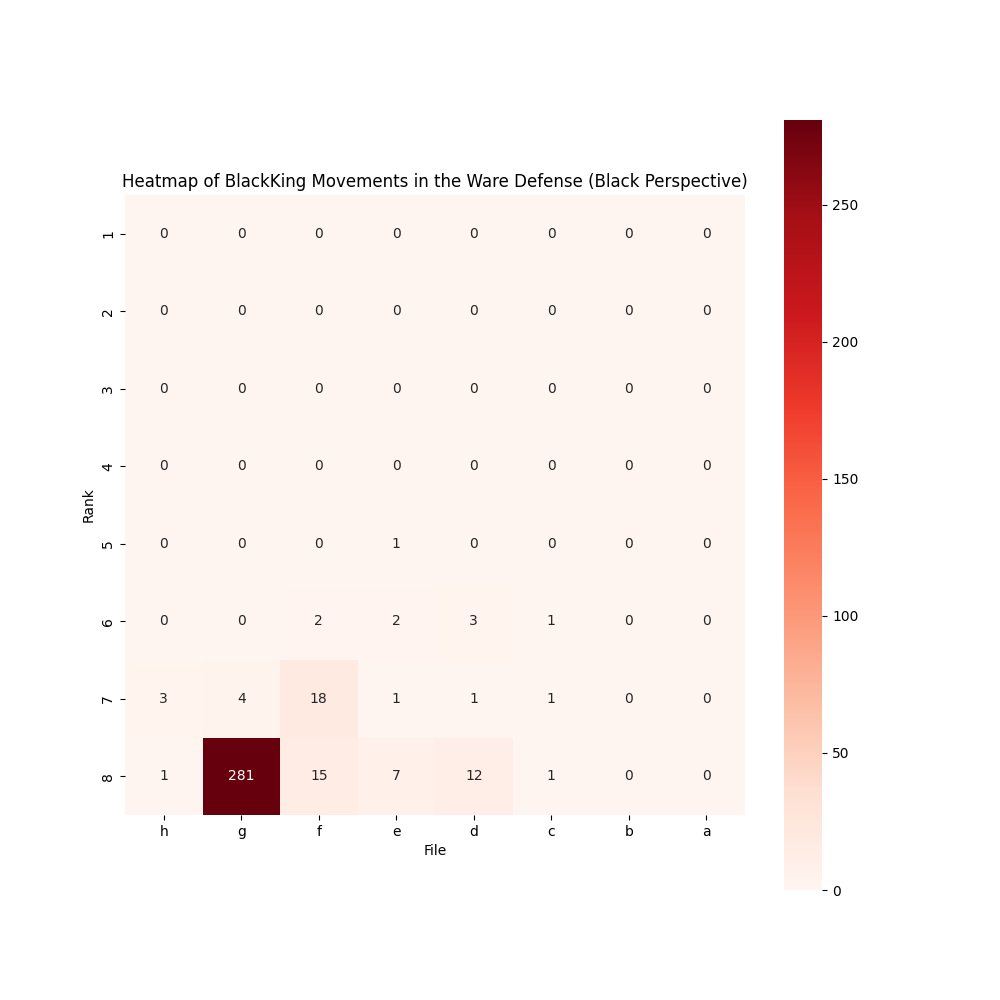 Heatmap of BlackKing Movements in the Ware Defense (Black Perspective)
1 0 0 0 0 0 0 0 0
2 0 0 0 0 0 0 0 0
3 0 0 0 0 0 0 0 0
4 0 0 0 0 0 0 0 0
5 0 0 0 1 0 0 0 0
6 0 0 2 2 3 1 0 0
7 3 4 18 1 1 1 0 0
8 1 281 15 7 12 1 0 0
h g f e d c b a
File
Rank
250
200
150
100
50
0